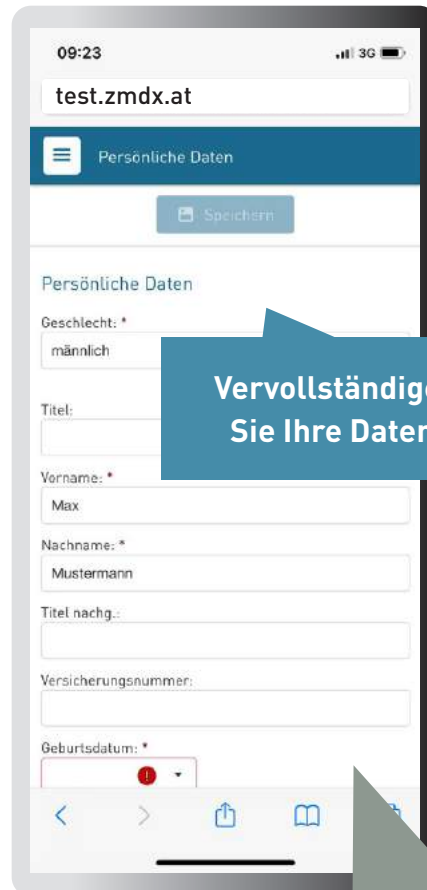 09:23
3G
test.zmdx.at
Persönliche Daten
Speichern
Persönliche Daten
Geschlecht: *
männlich
Vervollständige
Sie Ihre Daten
Titel:
Vorname: *
Max
Nachname: *
Mustermann
Titel nachg.:
Versicherungsnummer:
Geburtsdatum: *